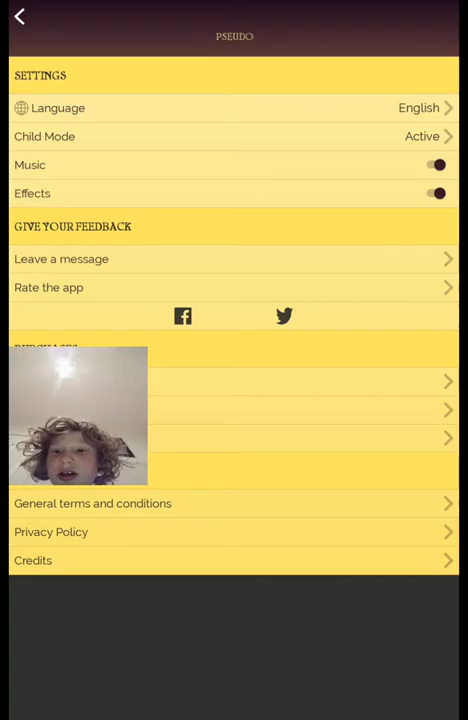 PSEUDO
SETTINGS
Language English
Child Mode Active
Music
Effects
GIVE YOUR FEEDBACK
Leave a message
Rate the app
General terms and conditions
Privacy Policy
Credits